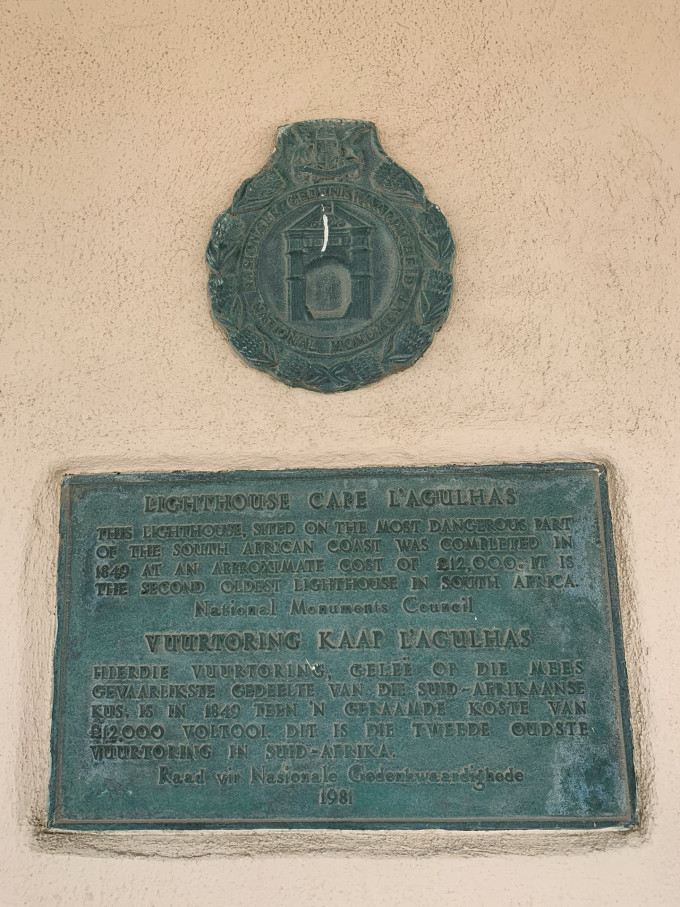 NASIONALE GEDENKWAARDIGHEID
NATIONAL MONUMENT
LIGHTHOUSE CAPE L'AGULHAS
THIS LIGHTHOUSE, SITED ON THE MOST DANGEROUS PART
OF THE SOUTH AFRICAN COAST WAS COMPLETED IN
1849 AT AN APPROXIMATE COST OF £12,000. IT IS
THE SECOND OLDEST LIGHTHOUSE IN SOUTH AFRICA.
National Monuments Council
VUURTORING KAAP L'AGULHAS
HIERDIE VUURTORING, GELEË OP DIE MEES
GEVAARLIKSTE GEDEELTE VAN DIE SUID-AFRIKAANSE
KUS, IS IN 1849 TEEN 'N GERAAMDE KOSTE VAN
£12,000 VOLTOOI. DIT IS DIE TWEEDE OUDSTE
VUURTORING IN SUID-AFRIKA.
Raad vir Nasionale Gedenkwaardighede
1981